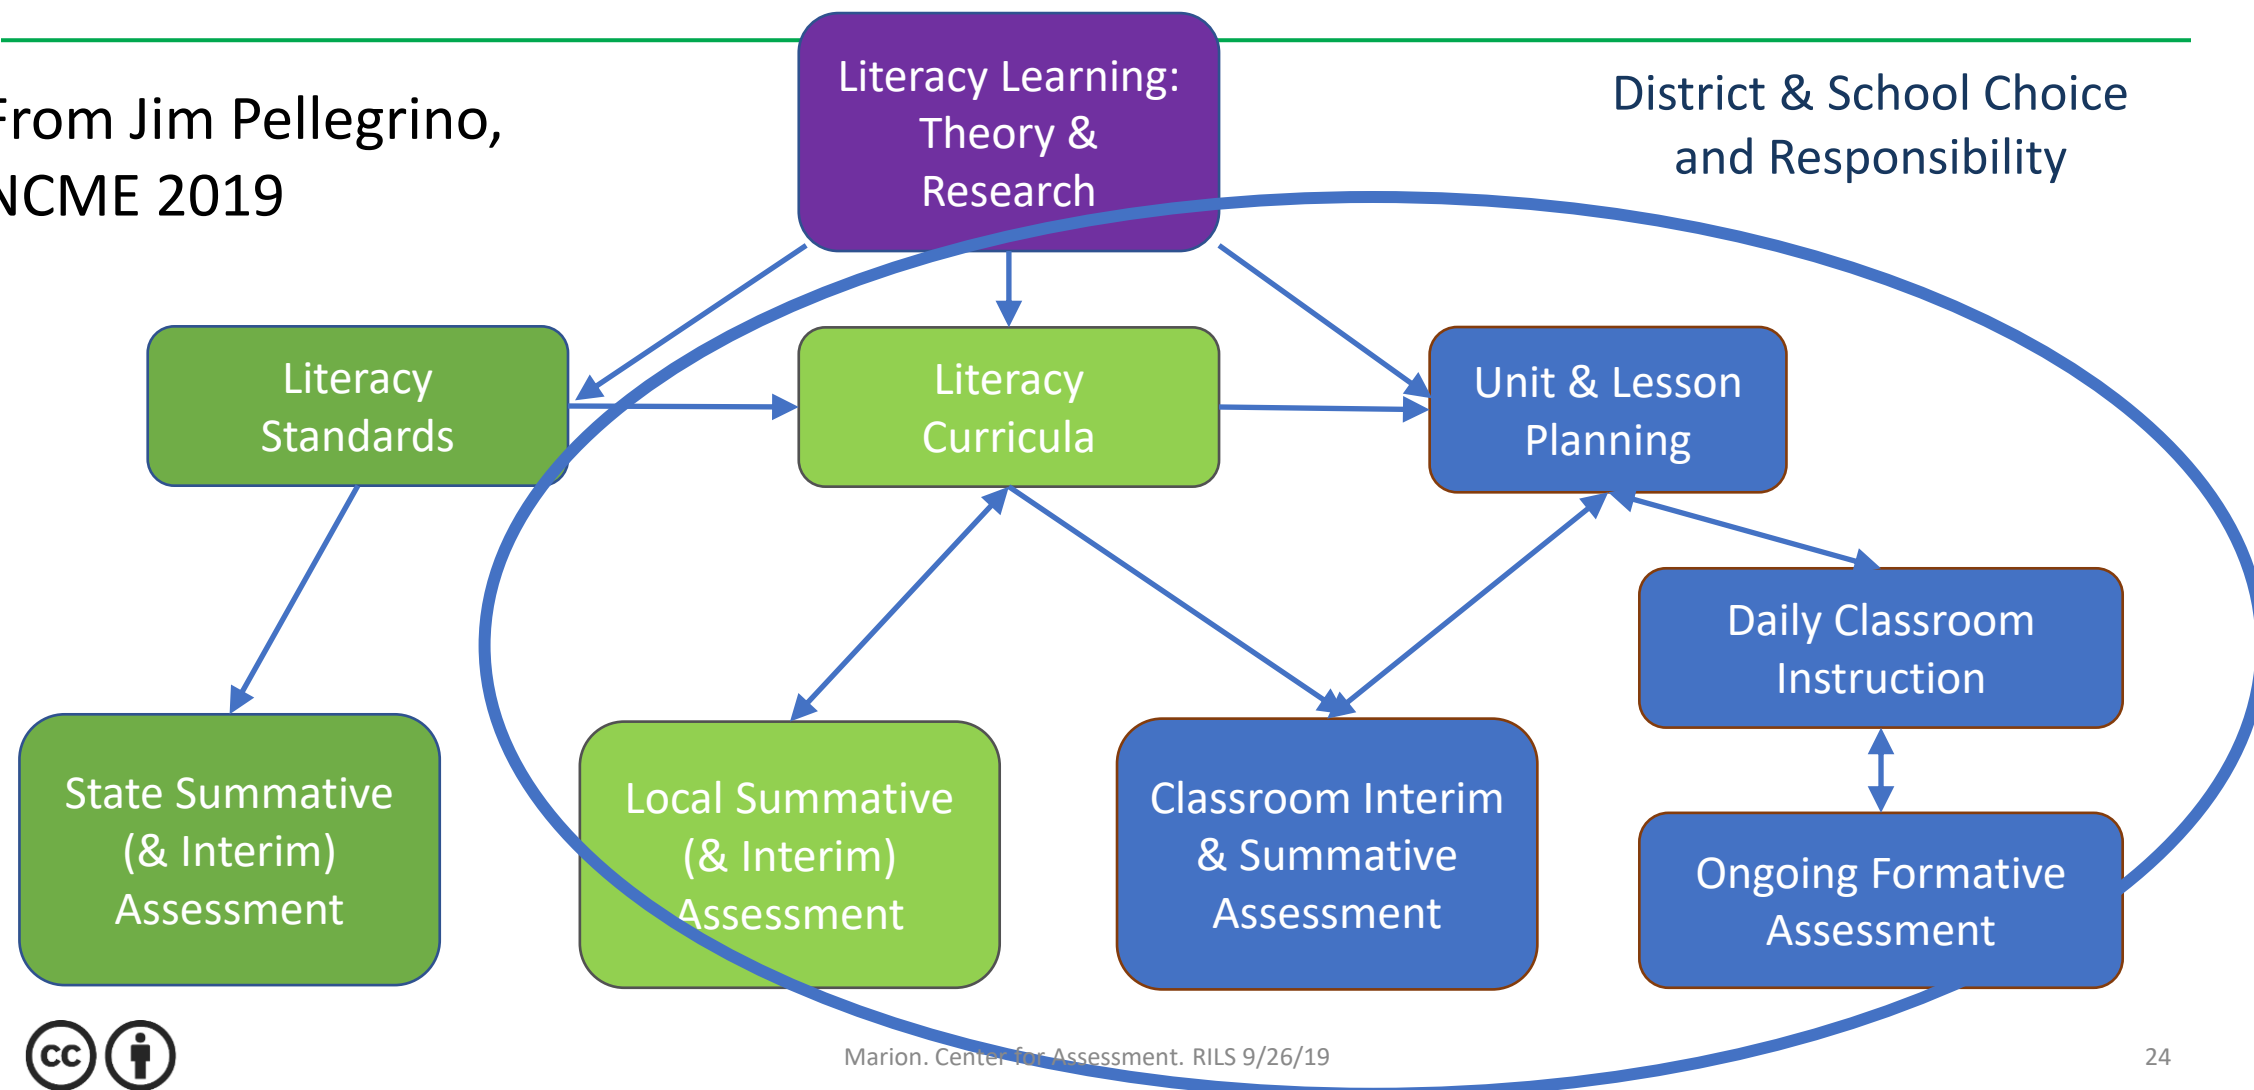 From Jim Pellegrino,
NCME 2019
Literacy Learning:
Theory &
Research
District & School Choice
and Responsibility
Literacy
Standards
Literacy
Curricula
Unit & Lesson
Planning
Daily Classroom
Instruction
State Summative
(& Interim)
Assessment
Local Summative
(& Interim)
Assessment
Classroom Interim
& Summative
Assessment
Ongoing Formative
Assessment
cc
Marion. Center for Assessment. RILS 9/26/19
24